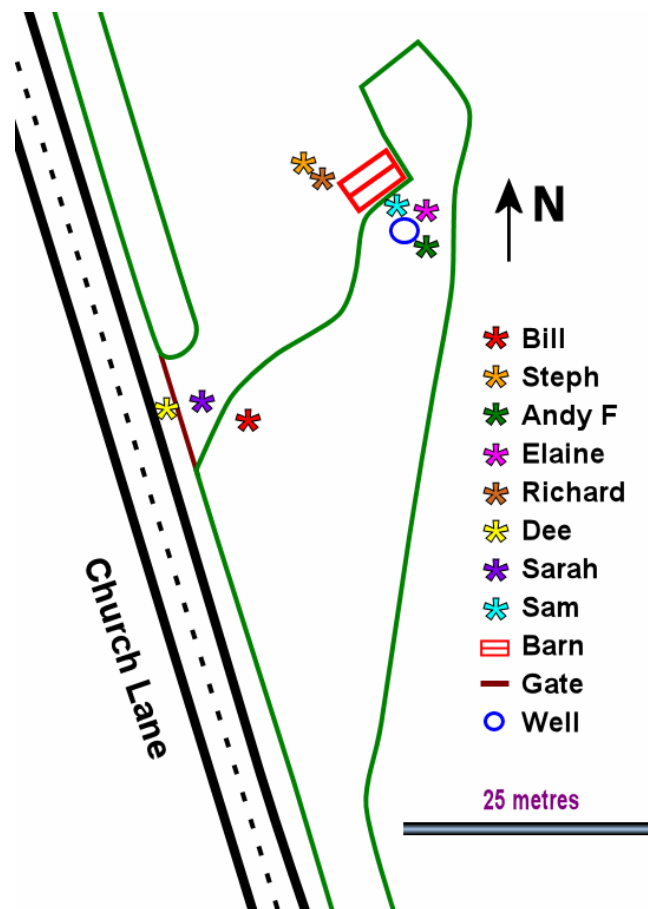 N
Bill
Steph
Andy F
Elaine
Richard
Dee
Sarah
Sam
Barn
Gate
Well
Church Lane
25 metres